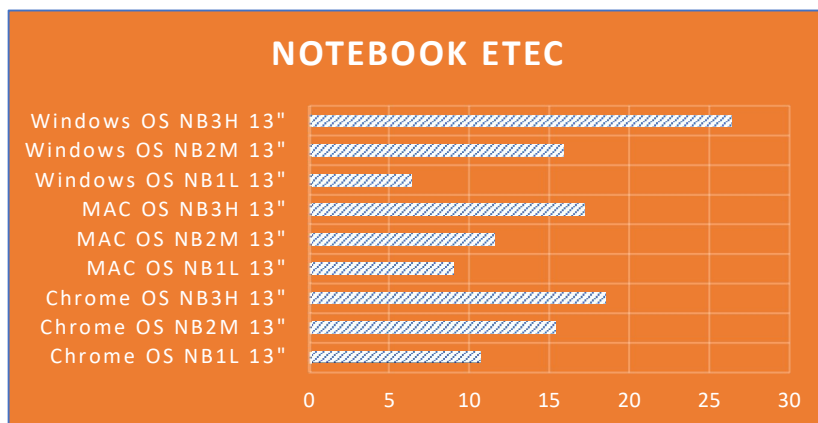 NOTEBOOK ETEC
Windows OS NB3H 13"
Windows OS NB2M 13"
Windows OS NB1L 13"
MAC OS NB3H 13"
MAC OS NB2M 13"
MAC OS NB1L 13"
Chrome OS NB3H 13"
Chrome OS NB2M 13"
Chrome OS NB1L 13"
0 5 10 15 20 25 30